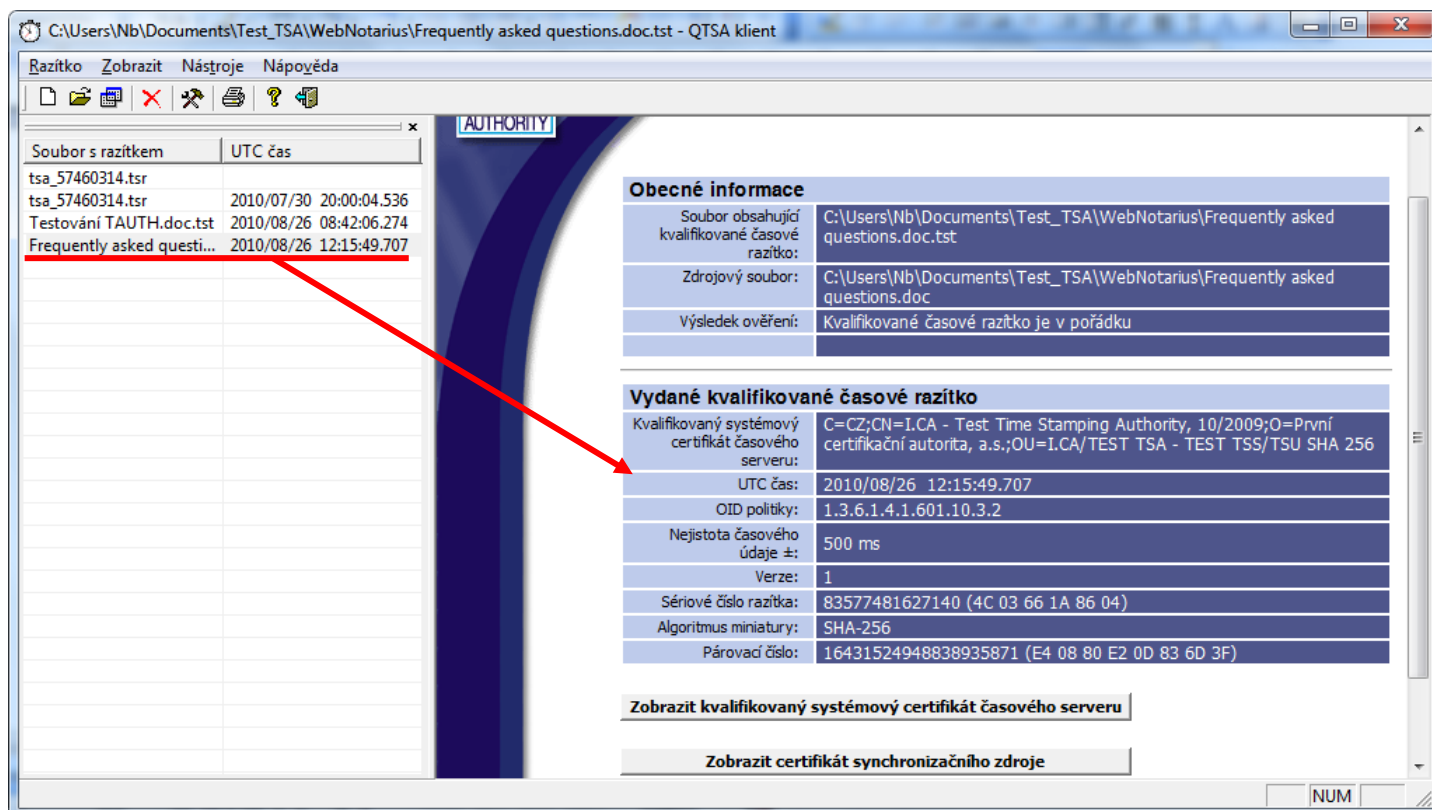 C:\Users\Nb\Documents\Test_TSA\WebNotarius\Frequently asked questions.doc.tst - QTSA klient
Razítko Zobrazit Nástroje Nápověda
Soubor s razítkem UTC čas
tsa_57460314.tsr
tsa_57460314.tsr 2010/07/30 20:00:04.536
Testování TAUTH.doc.tst 2010/08/26 08:42:06.274
Frequently asked questi... 2010/08/26 12:15:49.707
AUTHORITY
Obecné informace
Soubor obsahující
kvalifikované časové
razítko:
C:\Users\Nb\Documents\Test_TSA\WebNotarius\Frequently asked
questions.doc.tst
Zdrojový soubor:
C:\Users\Nb\Documents\Test_TSA\WebNotarius\Frequently asked
questions.doc
Výsledek ověření: Kvalifikované časové razítko je v pořádku
Vydané kvalifikované časové razítko
Kvalifikovaný systémový
certifikát časového
serveru:
C=CZ;CN=I.CA - Test Time Stamping Authority, 10/2009;O=První
certifikační autorita, a.s.;OU=I.CA/TEST TSA - TEST TSS/TSU SHA 256
UTC čas: 2010/08/26 12:15:49.707
OID politiky: 1.3.6.1.4.1.601.10.3.2
Nejistota časového
údaje ±:
500 ms
Verze: 1
Sériové číslo razítka: 83577481627140 (4C 03 66 1A 86 04)
Algoritmus miniatury: SHA-256
Párovací číslo: 16431524948838935871 (E4 08 80 E2 0D 83 6D 3F)
Zobrazit kvalifikovaný systémový certifikát časového serveru
Zobrazit certifikát synchronizačního zdroje
NUM